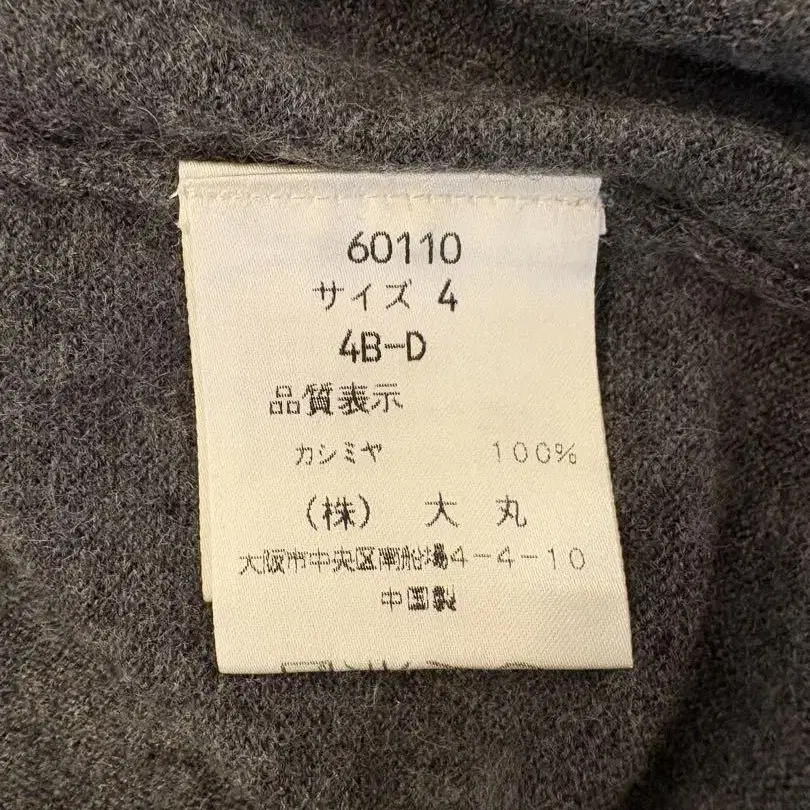 60110
サイズ 4
4B-D
品質表示
カシミヤ 100%
(株) 大 丸
大阪市中央区南船場4-4-10
中国製